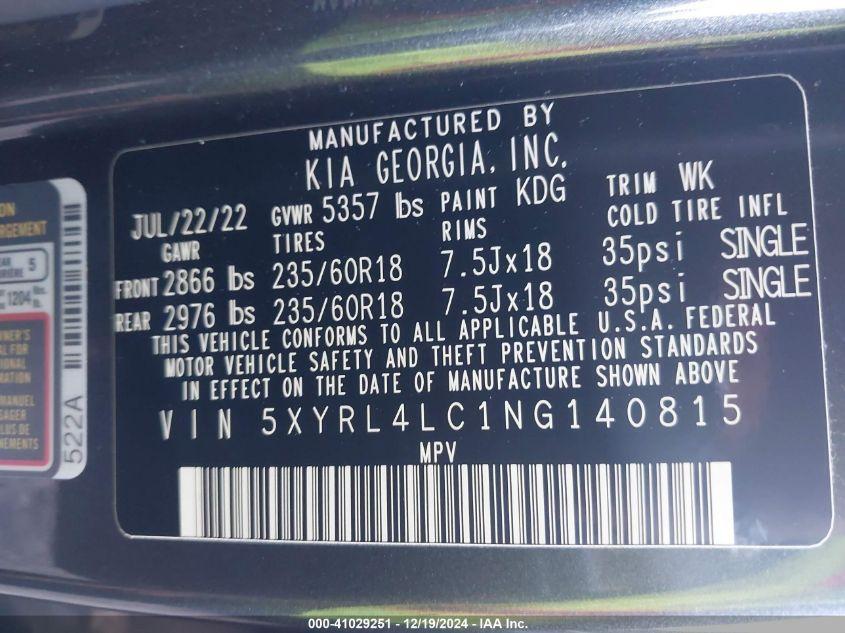 MANUFACTURED BY
KIA GEORGIA, INC.
JUL/22/22 GVWR 5357 lbs PAINT KDG TRIM WK
GAWR TIRES RIMS COLD TIRE INFL
FRONT 2866 lbs 235/60R18 7.5Jx18 35psi SINGLE
REAR 2976 lbs 235/60R18 7.5Jx18 35psi SINGLE
THIS VEHICLE CONFORMS TO ALL APPLICABLE U.S.A. FEDERAL
MOTOR VEHICLE SAFETY AND THEFT PREVENTION STANDARDS
IN EFFECT ON THE DATE OF MANUFACTURE SHOWN ABOVE
VIN 5XYRL4LC1NG140815
MPV
5
1204
MANUEL
522A
000-41029251 - 12/19/2024 - IAA Inc.